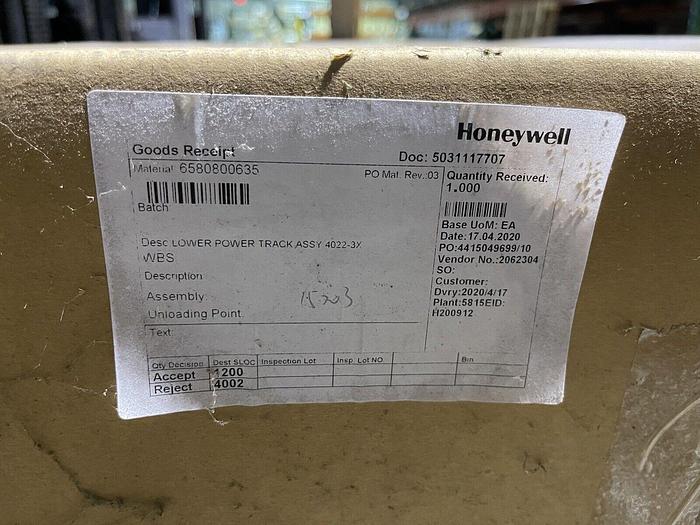 Honeywell
Goods Receipt
Doc: 5031117707
Material 6580800635
PO Mat. Rev.:03
Quantity Received:
1.000
Batch
Base UoM: EA
Date:17.04.2020
PO:4415049699/10
Vendor No.:2062304
SO:
Customer:
Dvry:2020/4/17
Plant:5815EID:
H200912
Desc LOWER POWER TRACK ASSY 4022-3X
WBS
Description
Assembly:
Unloading Point
Text
Qty Decision Dest SLOC Inspection Lot Insp. Lot NO. Bin
Accept 1200
Reject 4002